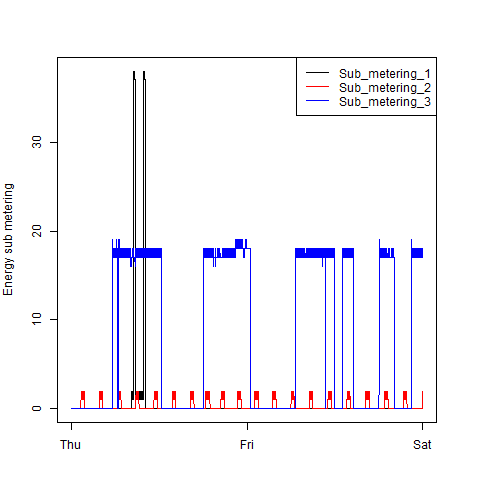 Sub_metering_1
Sub_metering_2
Sub_metering_3
Energy sub metering
30
20
10
0
Thu
Fri
Sat